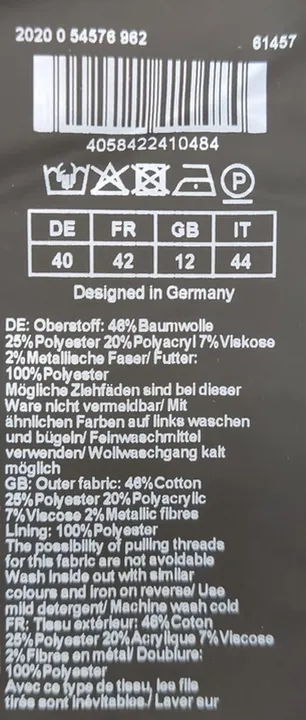 2020 0 54576 962 61457
4058422410484
P
DE FR GB IT
40 42 12 44
Designed in Germany
DE: Oberstoff: 46% Baumwolle
25% Polyester 20% Polyacryl 7% Viskose
2% Metallische Faser/ Futter:
100% Polyester
Mögliche Ziehfäden sind bei dieser
Ware nicht vermeidbar/ Mit
ähnlichen Farben auf links waschen
und bügeln/ Feinwaschmittel
verwenden/ Wollwaschgang kalt
möglich
GB: Outer fabric: 46% Cotton
25% Polyester 20% Polyacrylic
7% Viscose 2% Metallic fibres
Lining: 100% Polyester
The possibility of pulling threads
for this fabric are not avoidable
Wash inside out with similar
colours and iron on reverse/ Use
mild detergent/ Machine wash cold
FR: Tissu extérieur: 46% Coton
25% Polyester 20% Acrylique 7% Viscose
2% Fibres en métal/ Doublure:
100% Polyester
Avec ce type de tissu, les fils
tirés sont inévitables./ Laver sur